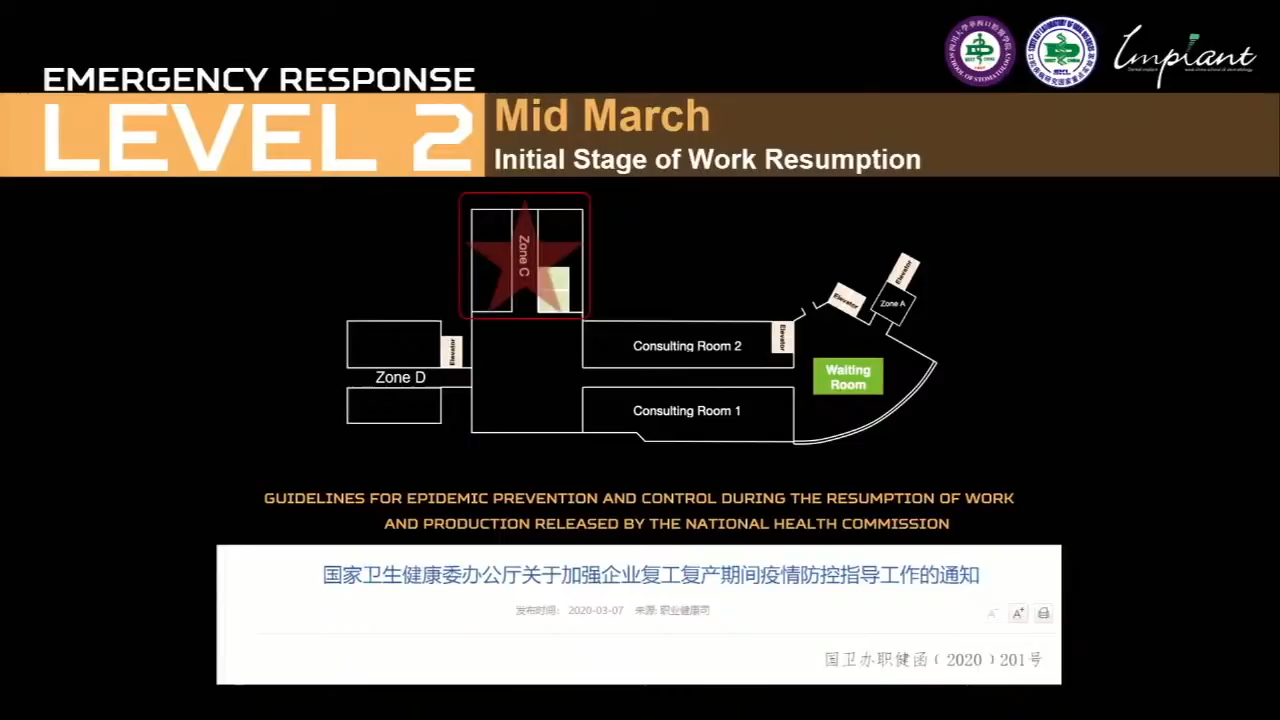 Implant
EMERGENCY RESPONSE
LEVEL 2
Mid March
Initial Stage of Work Resumption
Zone C
Elevator
Elevator
Zone A
Elevator
Consulting Room 2
Elevator
Waiting
Room
Zone D
Consulting Room 1
GUIDELINES FOR EPIDEMIC PREVENTION AND CONTROL DURING THE RESUMPTION OF WORK
AND PRODUCTION RELEASED BY THE NATIONAL HEALTH COMMISSION
国家卫生健康委办公厅关于加强企业复工复产期间疫情防控指导工作的通知
发布时间: 2020-03-07 来源: 职业健康司
A- A+
国卫办职健函〔2020〕201号